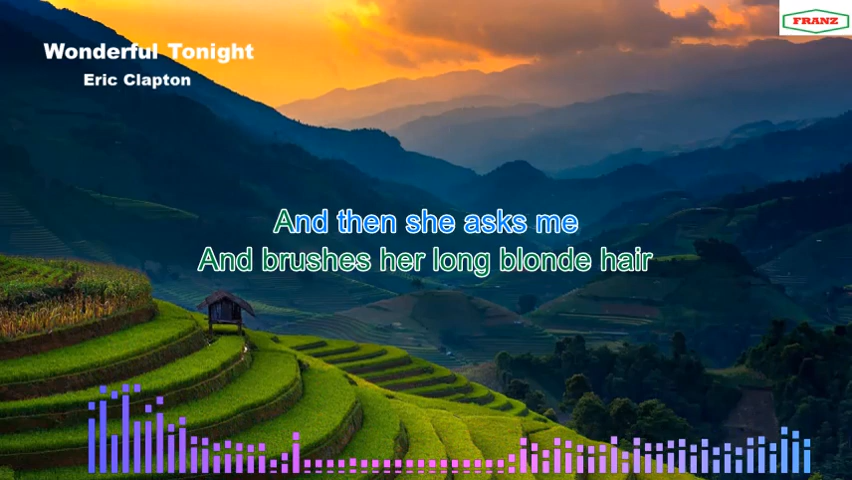 Wonderful Tonight
Eric Clapton
FRANZ
And then she asks me
And brushes her long blonde hair